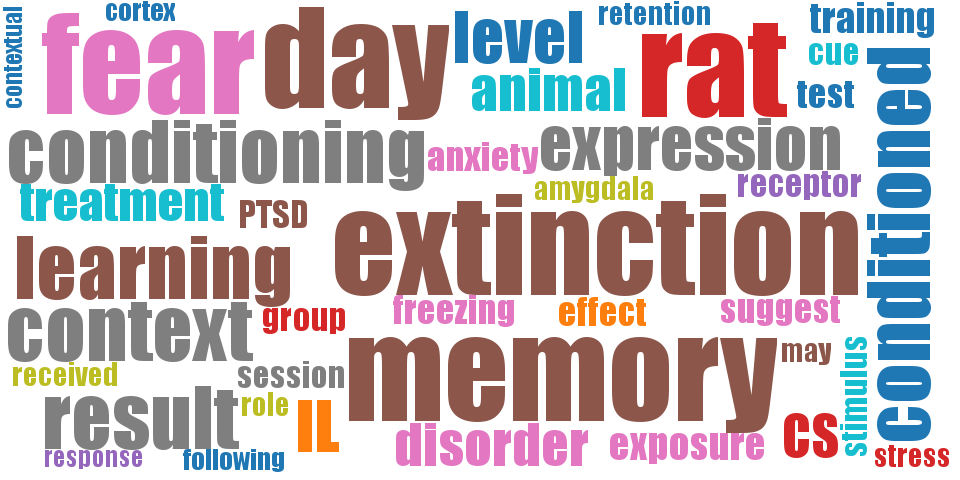 contextual
cortex
fear
day
level
retention
training
animal
rat
cue
test
conditioned
conditioning
anxiety
expression
treatment
PTSD
amygdala
receptor
learning
extinction
context
group
freezing
effect
suggest
received
session
memory
may
stimulus
result
role
IL
disorder
exposure
CS
response
following
stress